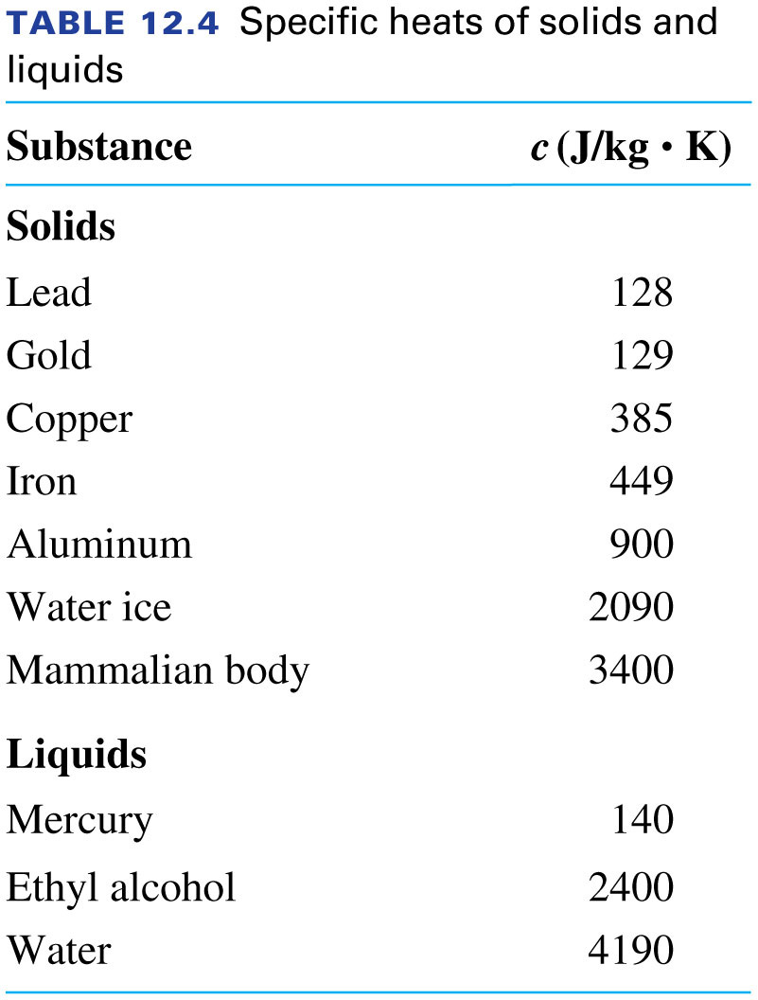 TABLE 12.4 Specific heats of solids and
liquids
Substance c (J/kg · K)
Solids
Lead 128
Gold 129
Copper 385
Iron 449
Aluminum 900
Water ice 2090
Mammalian body 3400
Liquids
Mercury 140
Ethyl alcohol 2400
Water 4190